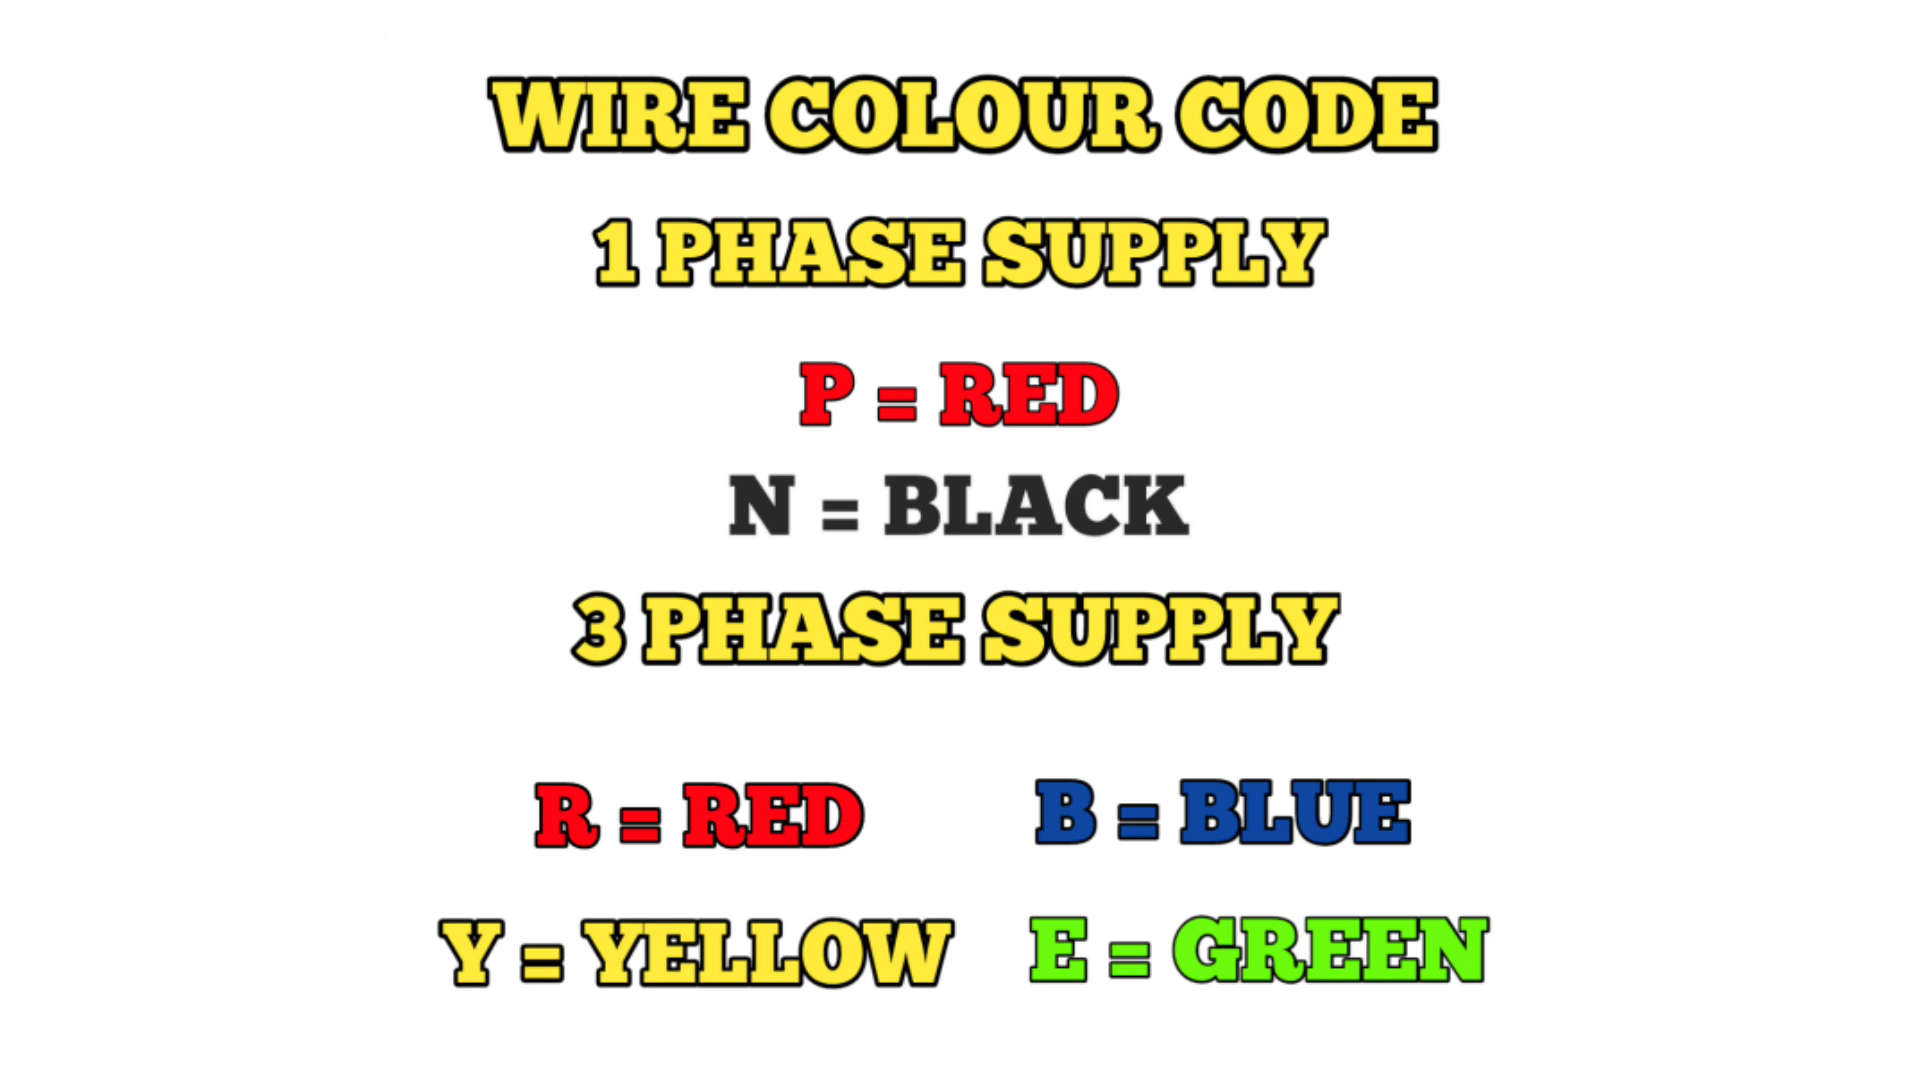 WIRE COLOUR CODE
1 PHASE SUPPLY
P = RED
N = BLACK
3 PHASE SUPPLY
R = RED
B = BLUE
Y = YELLOW
E = GREEN